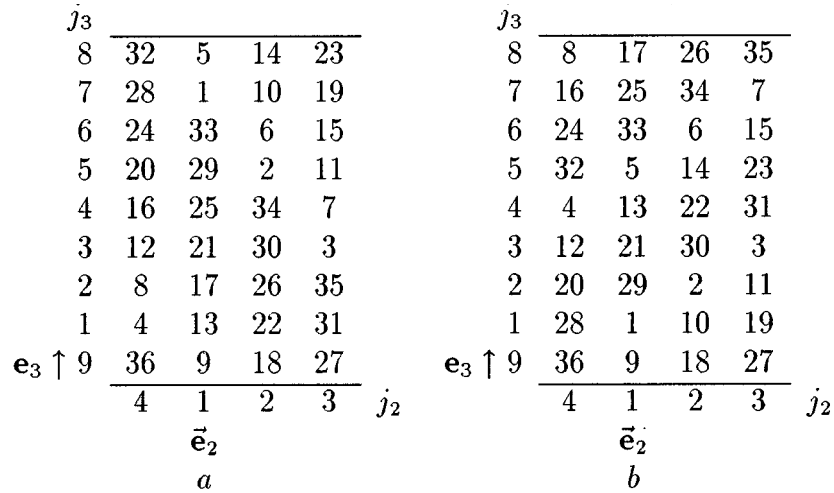 j₃ j₃
8 32 5 14 23 8 8 17 26 35
7 28 1 10 19 7 16 25 34 7
6 24 33 6 15 6 24 33 6 15
5 20 29 2 11 5 32 5 14 23
4 16 25 34 7 4 4 13 22 31
3 12 21 30 3 3 12 21 30 3
2 8 17 26 35 2 20 29 2 11
1 4 13 22 31 1 28 1 10 19
e₃ ↑ 9 36 9 18 27 e₃ ↑ 9 36 9 18 27
4 1 2 3 j₂ 4 1 2 3 j₂
e⃗₂ e⃗₂
a b